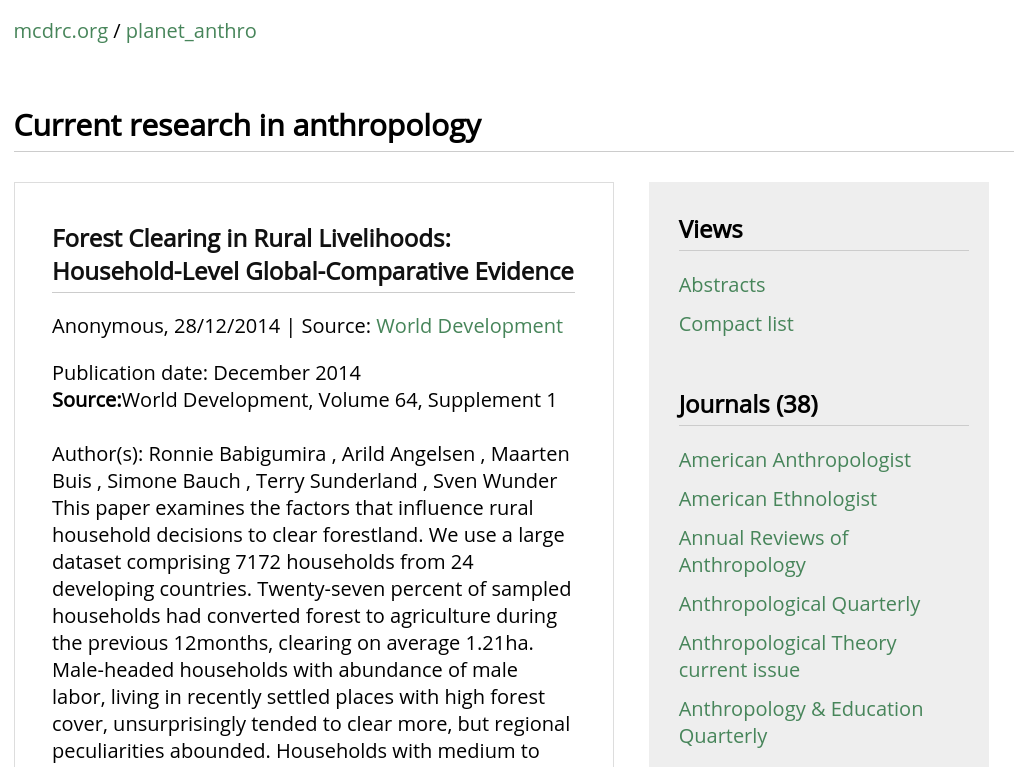 mcdrc.org / planet_anthro
Current research in anthropology
Forest Clearing in Rural Livelihoods:
Household-Level Global-Comparative Evidence
Anonymous, 28/12/2014 | Source: World Development
Publication date: December 2014
Source:World Development, Volume 64, Supplement 1
Author(s): Ronnie Babigumira , Arild Angelsen , Maarten
Buis , Simone Bauch , Terry Sunderland , Sven Wunder
This paper examines the factors that influence rural
household decisions to clear forestland. We use a large
dataset comprising 7172 households from 24
developing countries. Twenty-seven percent of sampled
households had converted forest to agriculture during
the previous 12months, clearing on average 1.21ha.
Male-headed households with abundance of male
labor, living in recently settled places with high forest
cover, unsurprisingly tended to clear more, but regional
peculiarities abounded. Households with medium to
Views
Abstracts
Compact list
Journals (38)
American Anthropologist
American Ethnologist
Annual Reviews of
Anthropology
Anthropological Quarterly
Anthropological Theory
current issue
Anthropology & Education
Quarterly